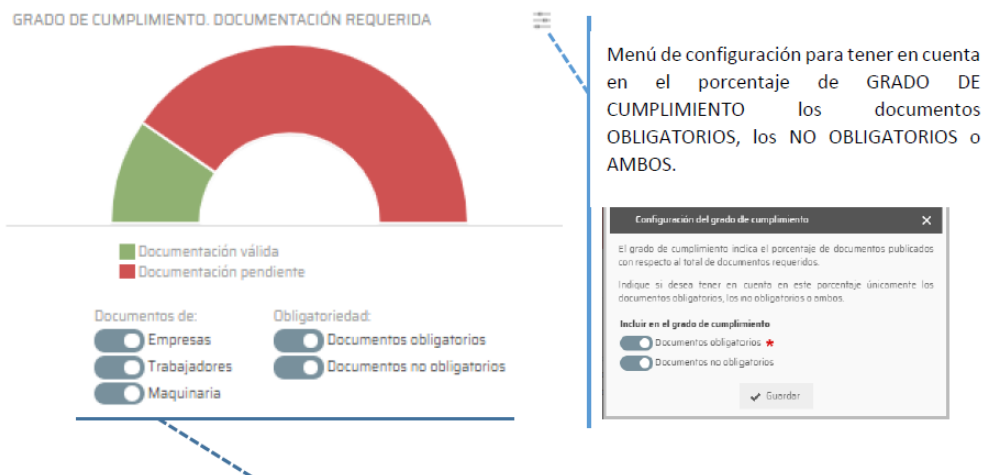 GRADO DE CUMPLIMIENTO. DOCUMENTACIÓN REQUERIDA
Documentación válida
Documentación pendiente
Documentos de:
Empresas
Trabajadores
Maquinaria
Obligatoriedad:
Documentos obligatorios
Documentos no obligatorios
Menú de configuración para tener en cuenta
en el porcentaje de GRADO DE
CUMPLIMIENTO los documentos
OBLIGATORIOS, los NO OBLIGATORIOS o
AMBOS.
Configuración del grado de cumplimiento
El grado de cumplimiento indica el porcentaje de documentos publicados
con respecto al total de documentos requeridos.
Indique si desea tener en cuenta en este porcentaje únicamente los
documentos obligatorios, los no obligatorios o ambos.
Incluir en el grado de cumplimiento
Documentos obligatorios *
Documentos no obligatorios
Guardar